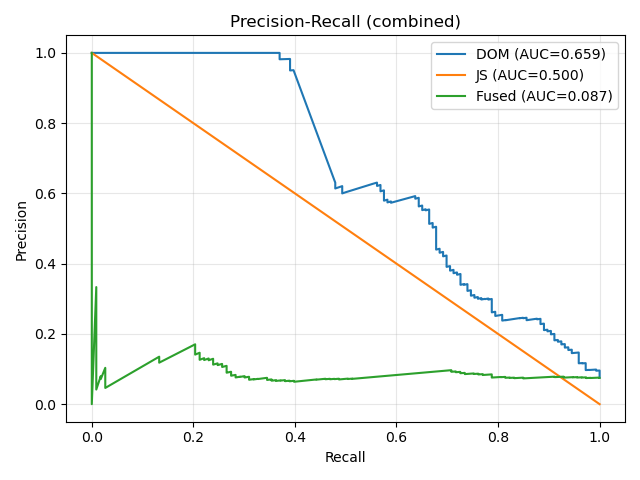 Precision-Recall (combined)
DOM (AUC=0.659)
JS (AUC=0.500)
Fused (AUC=0.087)
Precision
1.0
0.8
0.6
0.4
0.2
0.0
0.0 0.2 0.4 0.6 0.8 1.0
Recall